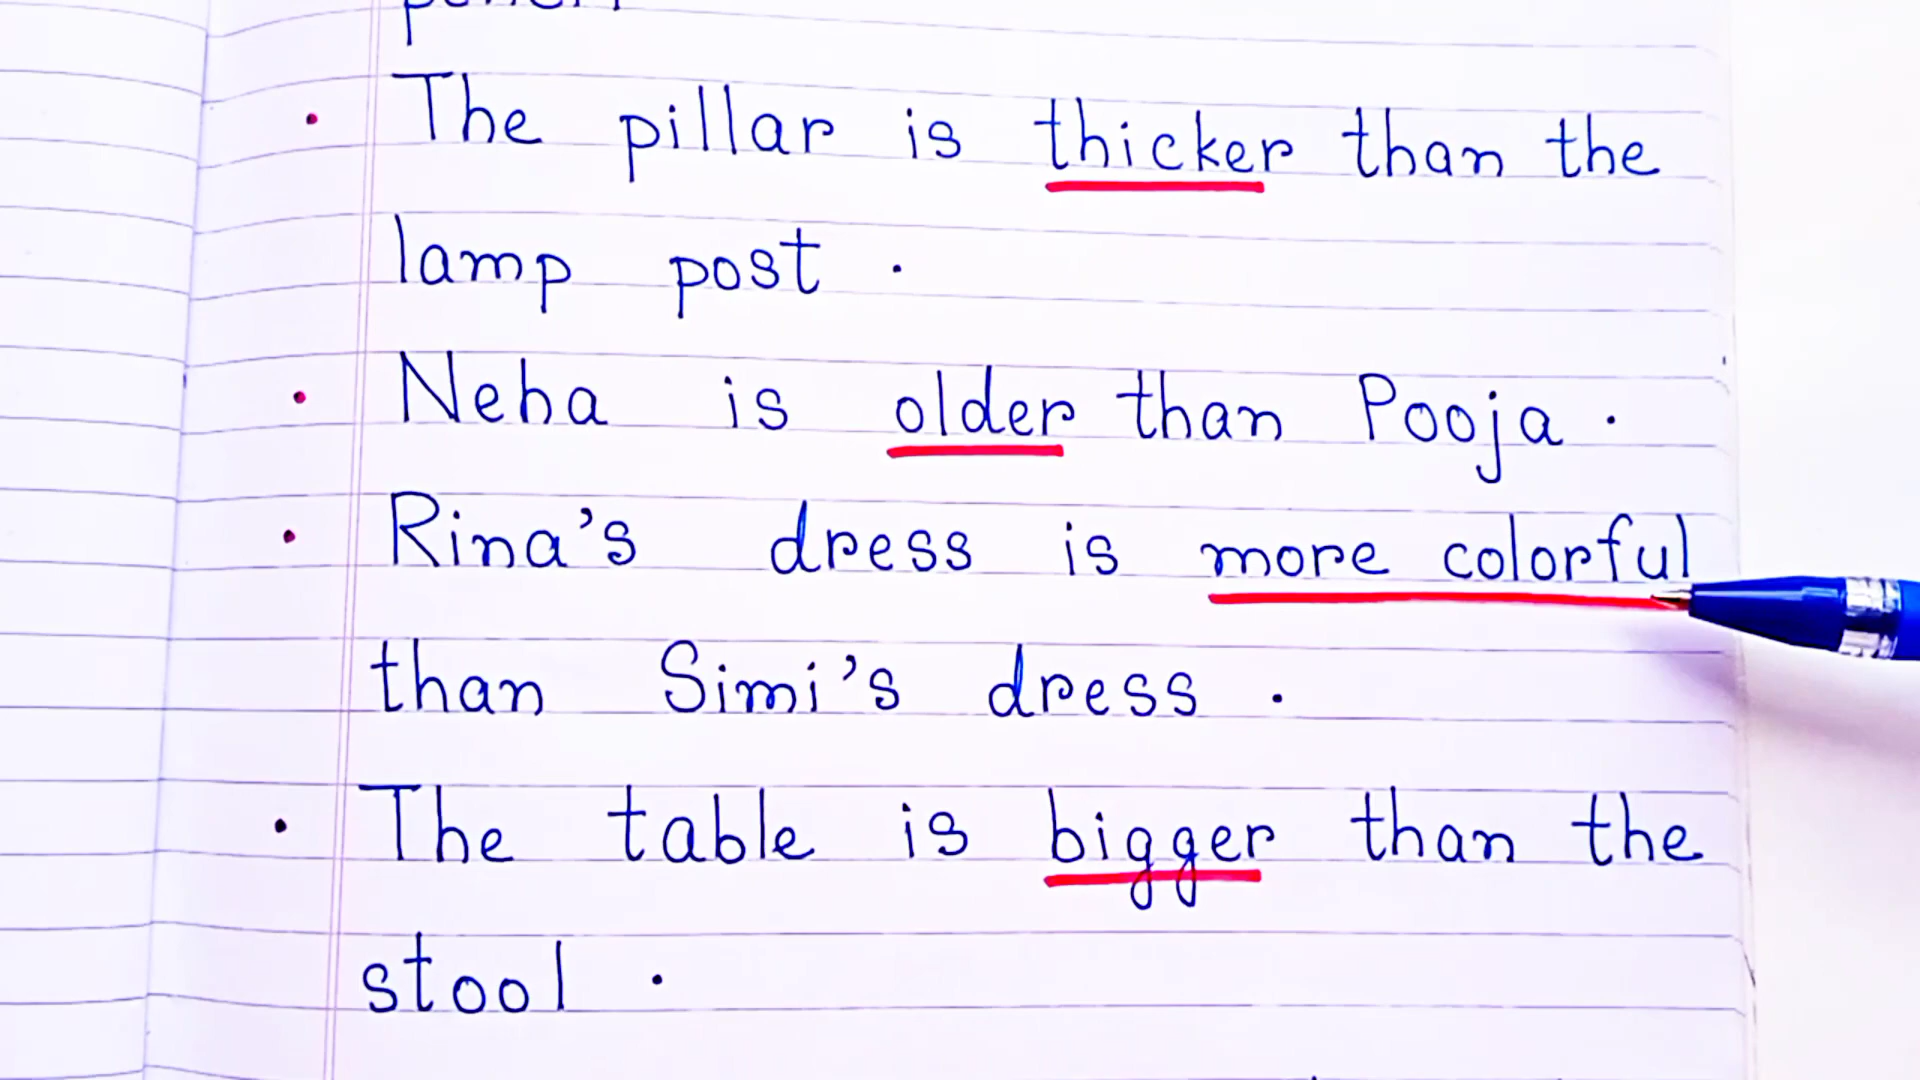 The pillar is thicker than the
lamp post .
• Neha is older than Pooja .
• Rina's dress is more colorful
than Simi's dress .
• The table is bigger than the
stool .